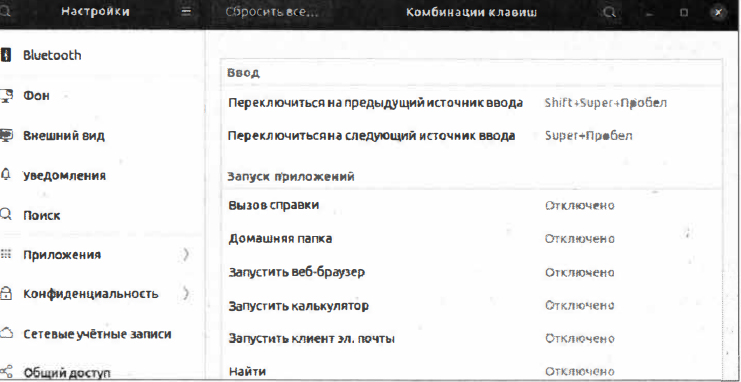 Настройки
Сбросить все...
Комбинации клавиш
Bluetooth
Фон
Внешний вид
Уведомления
Поиск
Приложения
Конфиденциальность
Сетевые учётные записи
Общий доступ
Ввод
Переключиться на предыдущий источник ввода Shift+Super+Пробел
Переключиться на следующий источник ввода Super+Пробел
Запуск приложений
Вызов справки Отключено
Домашняя папка Отключено
Запустить веб-браузер Отключено
Запустить калькулятор Отключено
Запустить клиент эл. почты Отключено
Найти Отключено